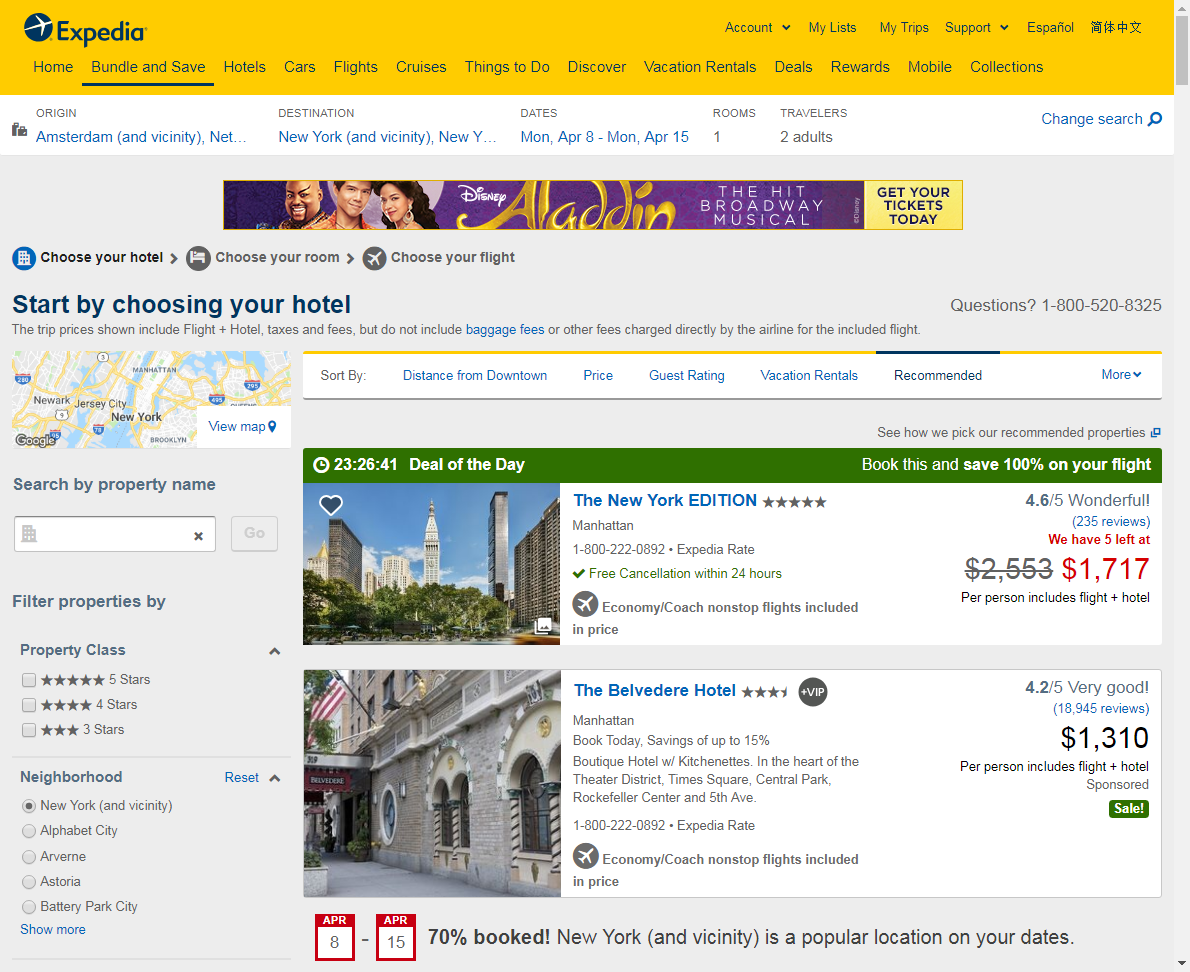 Expedia
Account
My Lists
My Trips
Support
Español
简体中文
Home
Bundle and Save
Hotels
Cars
Flights
Cruises
Things to Do
Discover
Vacation Rentals
Deals
Rewards
Mobile
Collections
ORIGIN
Amsterdam (and vicinity), Net...
DESTINATION
New York (and vicinity), New Y...
DATES
Mon, Apr 8 - Mon, Apr 15
ROOMS
1
TRAVELERS
2 adults
Change search
Disney
Aladdin
THE HIT
BROADWAY
MUSICAL
©Disney
GET YOUR
TICKETS
TODAY
Choose your hotel
Choose your room
Choose your flight
Start by choosing your hotel
Questions? 1-800-520-8325
The trip prices shown include Flight + Hotel, taxes and fees, but do not include baggage fees or other fees charged directly by the airline for the included flight.
3
MANHATTAN
280
295
Newark
Jersey City
495
QUEENS
9
New York
View map
95
78
Google
BROOKLYN
Sort By:
Distance from Downtown
Price
Guest Rating
Vacation Rentals
Recommended
More
See how we pick our recommended properties
Search by property name
Go
Filter properties by
Property Class
5 Stars
4 Stars
3 Stars
Neighborhood
Reset
New York (and vicinity)
Alphabet City
Arverne
Astoria
Battery Park City
Show more
23:26:41 Deal of the Day
Book this and save 100% on your flight
The New York EDITION
Manhattan
1-800-222-0892 • Expedia Rate
Free Cancellation within 24 hours
Economy/Coach nonstop flights included
in price
4.6/5 Wonderful!
(235 reviews)
We have 5 left at
$2,553 $1,717
Per person includes flight + hotel
BELVEDERE
The Belvedere Hotel
+VIP
Manhattan
Book Today, Savings of up to 15%
Boutique Hotel w/ Kitchenettes. In the heart of the
Theater District, Times Square, Central Park,
Rockefeller Center and 5th Ave.
1-800-222-0892 • Expedia Rate
Economy/Coach nonstop flights included
in price
4.2/5 Very good!
(18,945 reviews)
$1,310
Per person includes flight + hotel
Sponsored
Sale!
APR
8
-
APR
15
70% booked! New York (and vicinity) is a popular location on your dates.